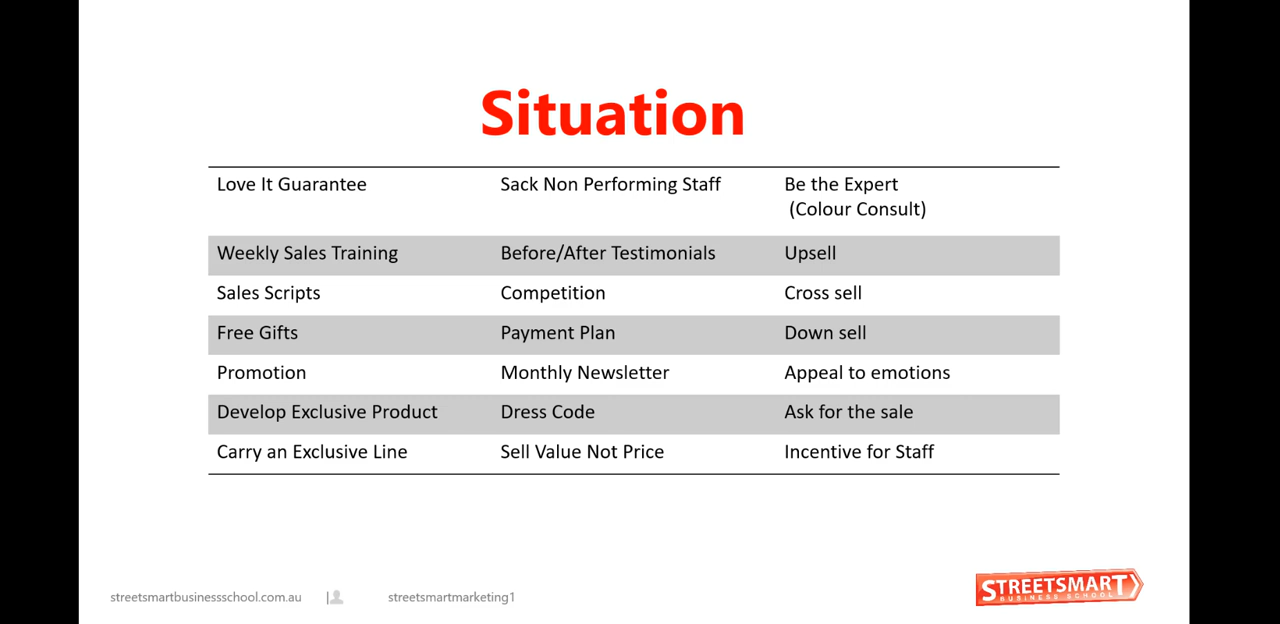 Situation
Love It Guarantee Sack Non Performing Staff Be the Expert
(Colour Consult)
Weekly Sales Training Before/After Testimonials Upsell
Sales Scripts Competition Cross sell
Free Gifts Payment Plan Down sell
Promotion Monthly Newsletter Appeal to emotions
Develop Exclusive Product Dress Code Ask for the sale
Carry an Exclusive Line Sell Value Not Price Incentive for Staff
streetsmartbusinessschool.com.au | streetsmartmarketing1
STREETSMART
BUSINESS SCHOOL